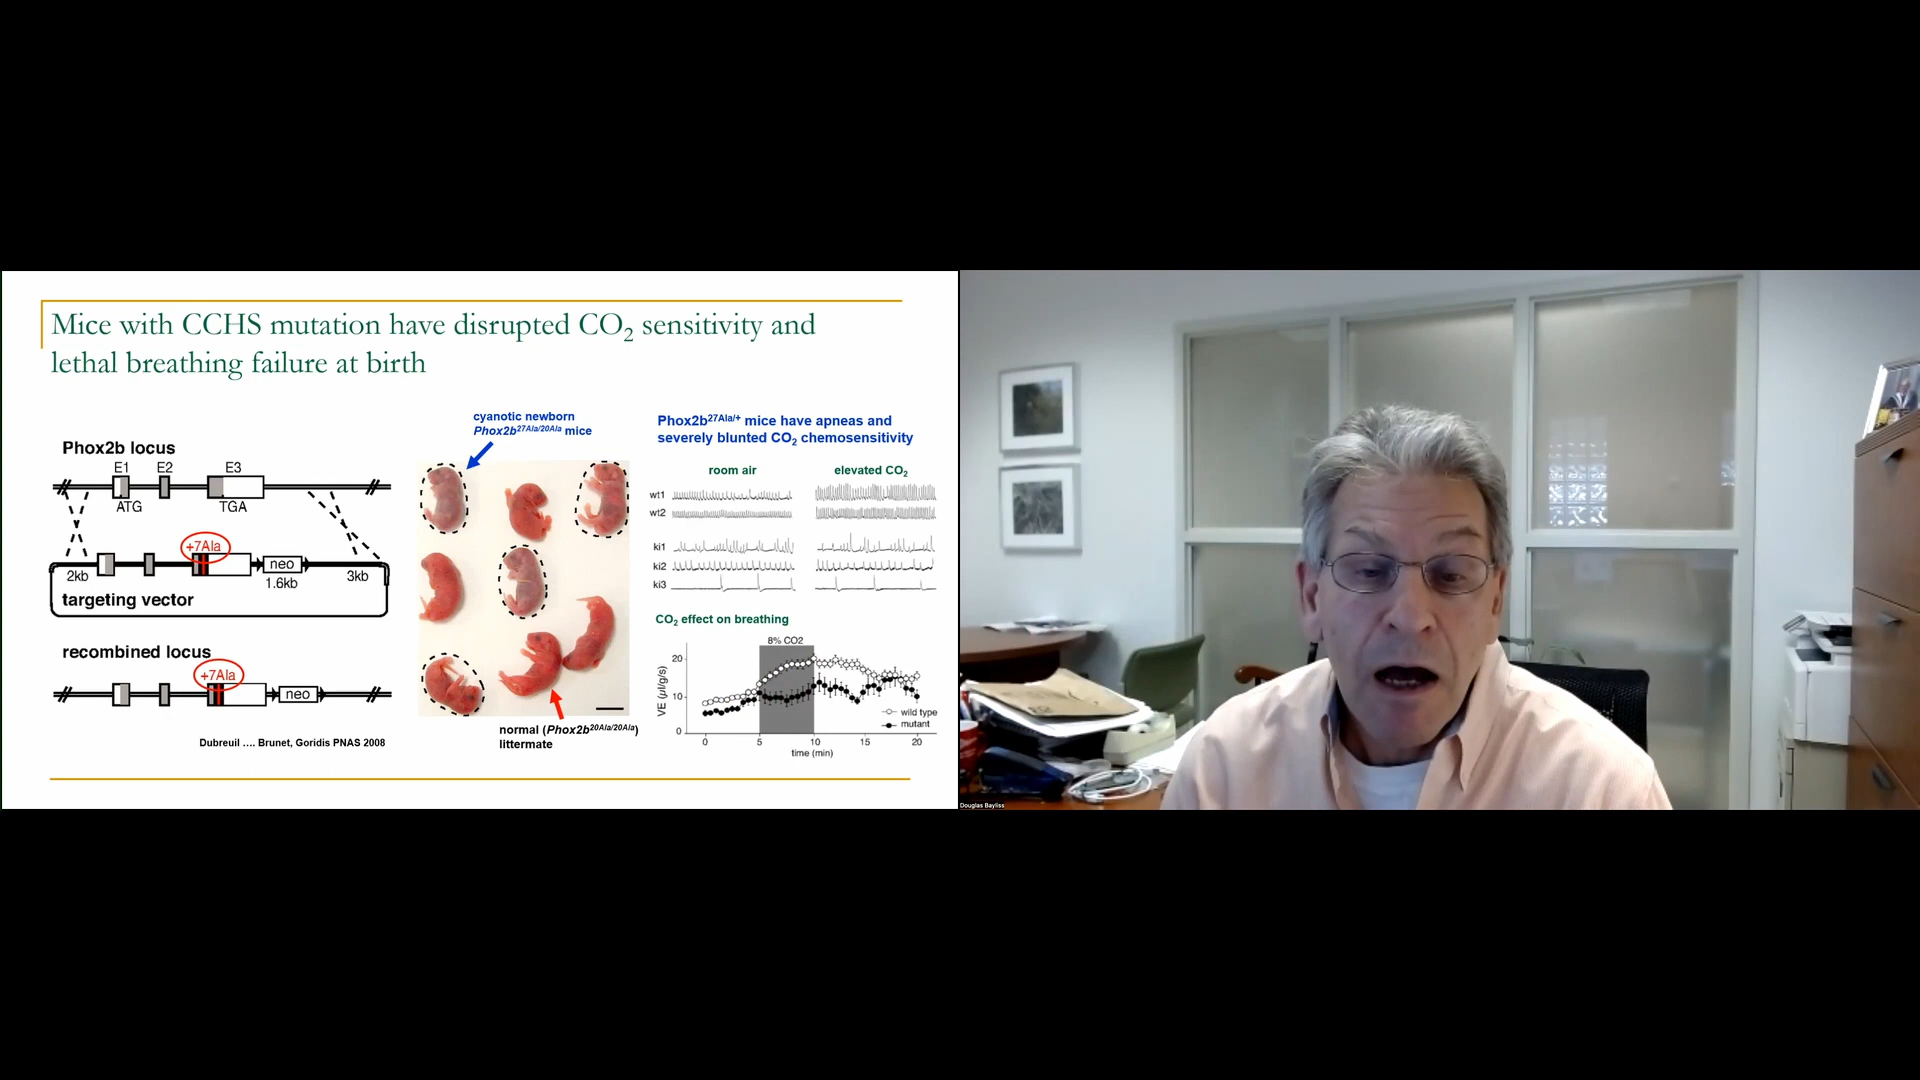 Mice with CCHS mutation have disrupted CO2 sensitivity and
lethal breathing failure at birth
Phox2b locus
E1 E2 E3
ATG TGA
+7Ala
neo
2kb 1.6kb 3kb
targeting vector
recombined locus
+7Ala
neo
Dubreuil .... Brunet, Goridis PNAS 2008
cyanotic newborn
Phox2b27Ala/20Ala mice
normal (Phox2b20Ala/20Ala)
littermate
Phox2b27Ala/+ mice have apneas and
severely blunted CO2 chemosensitivity
room air elevated CO2
wt1
wt2
ki1
ki2
ki3
CO2 effect on breathing
8% CO2
20
10
0
VE (µl/g/s)
wild type
mutant
0 5 10 15 20
time (min)
Douglas Bayliss